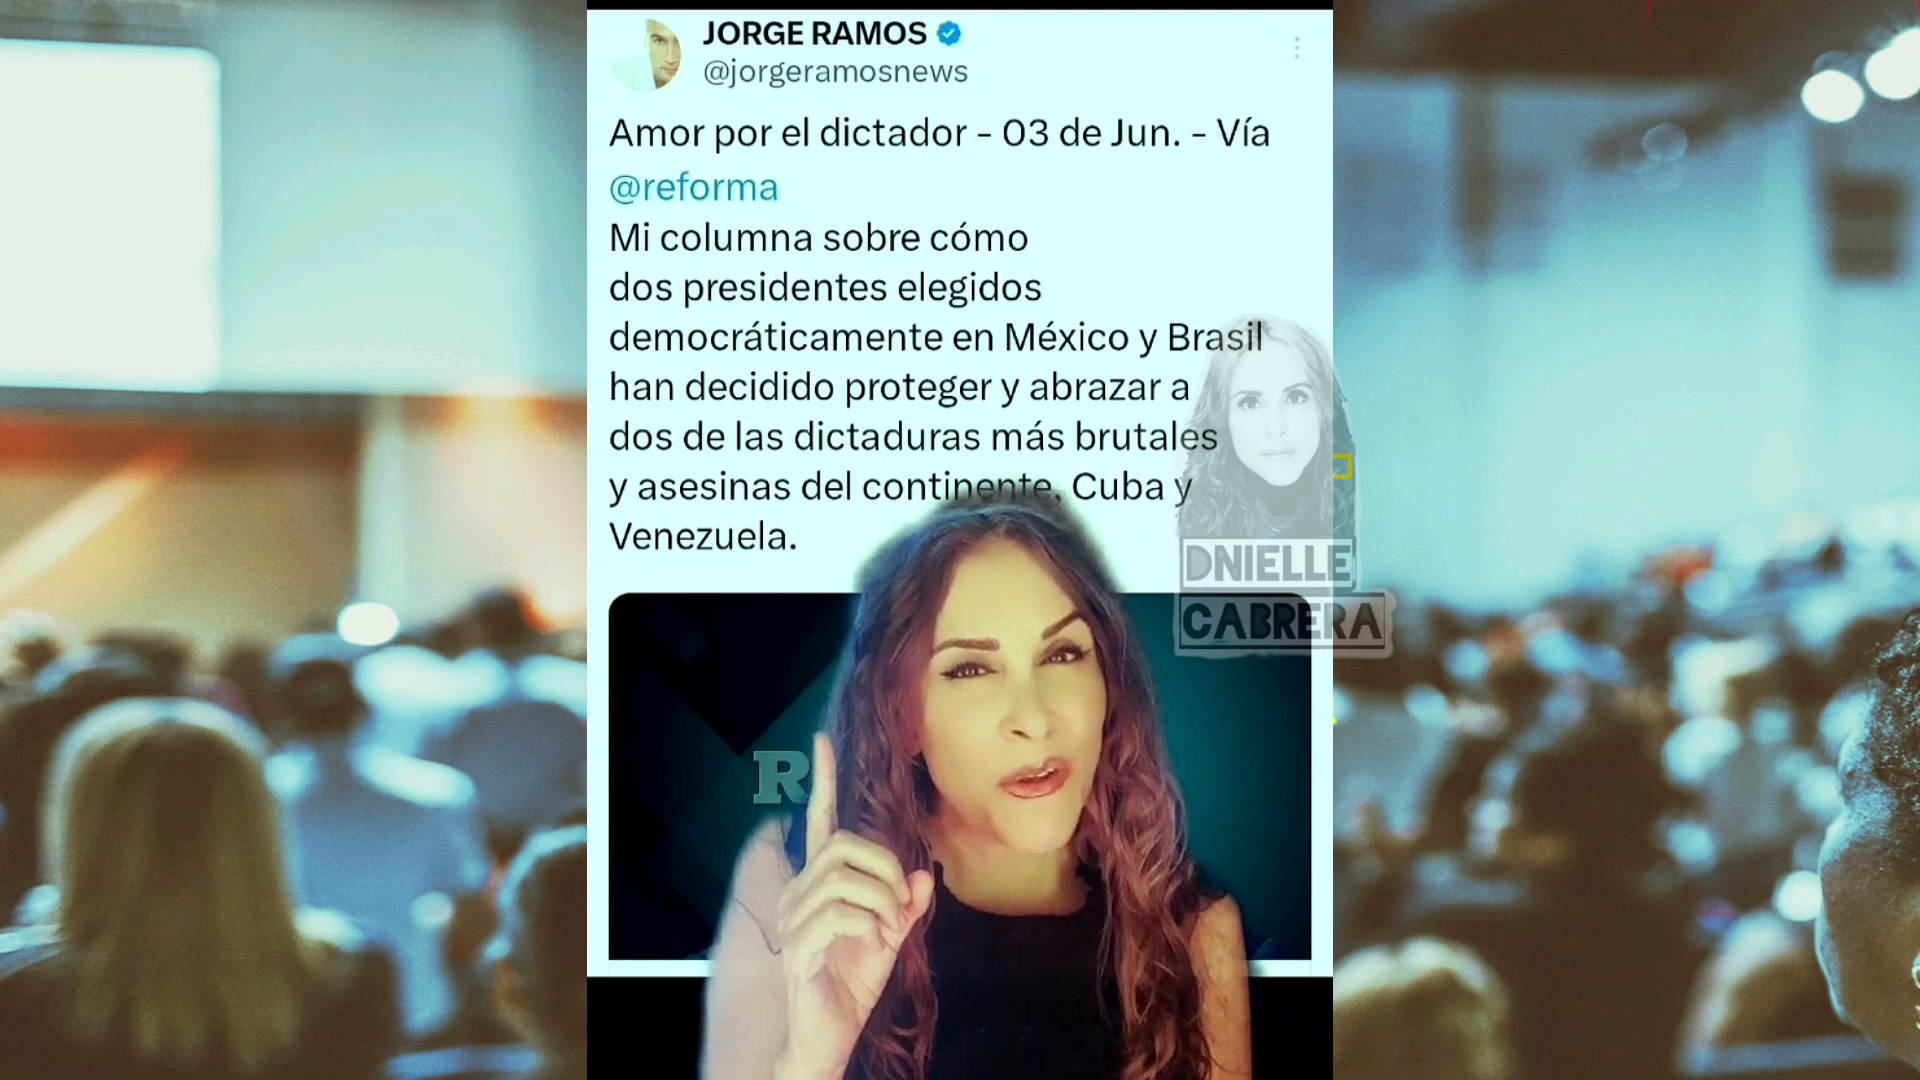 JORGE RAMOS
@jorgeramosnews
Amor por el dictador - 03 de Jun. - Vía
@reforma
Mi columna sobre cómo
dos presidentes elegidos
democráticamente en México y Brasil
han decidido proteger y abrazar a
dos de las dictaduras más brutales
y asesinas del continente, Cuba y
Venezuela.
DNIELLE
CABRERA
R